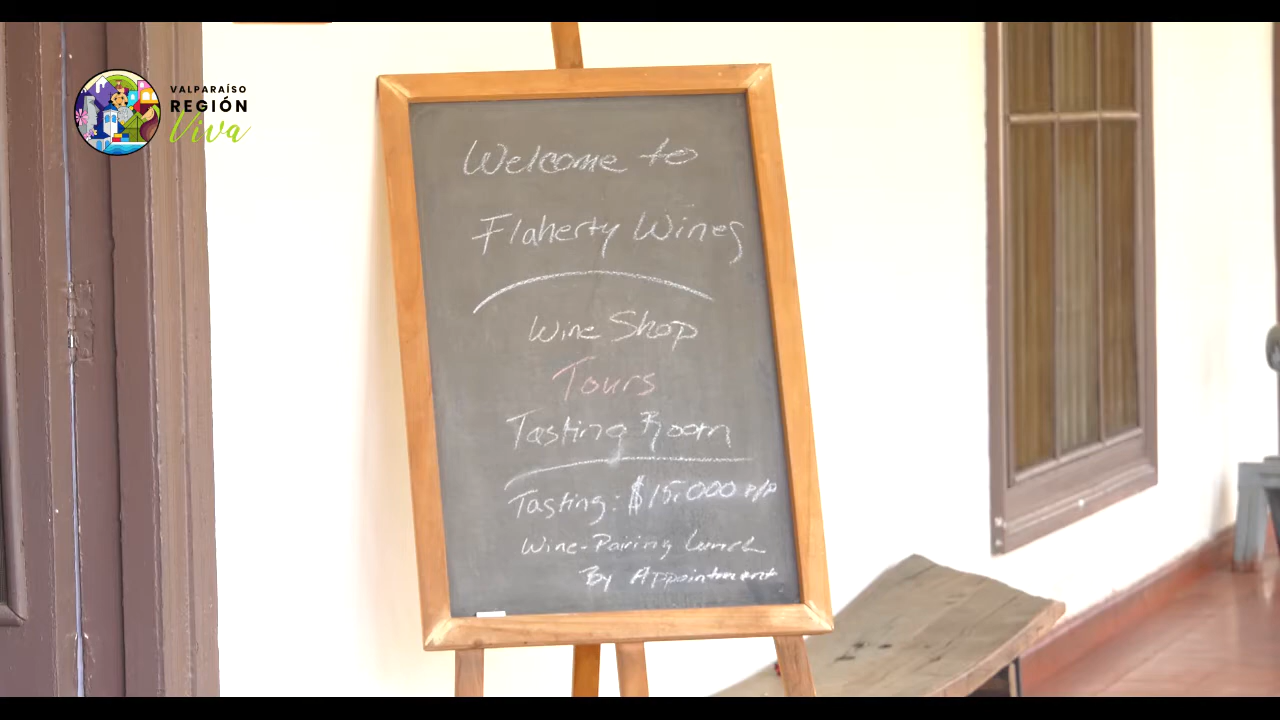 VALPARAÍSO
REGIÓN
Viva
Welcome to
Flaherty Wines
Wine Shop
Tours
Tasting Room
Tasting: $15.000 P/P
Wine-Pairing Lunch
By Appointment